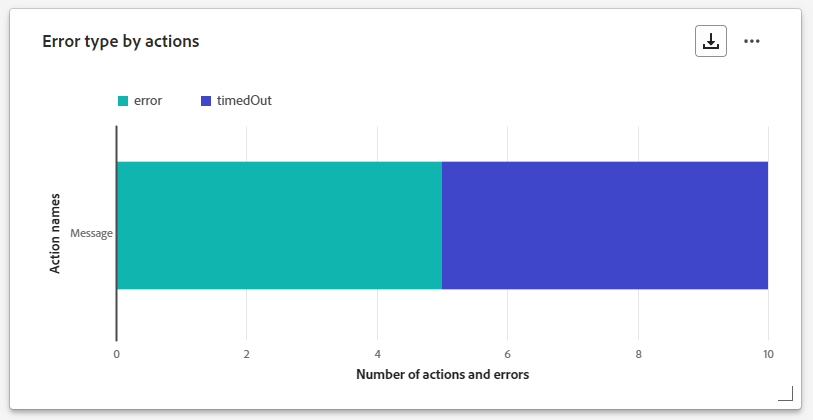 Error type by actions
error timedOut
Action names
Message
0 2 4 6 8 10
Number of actions and errors